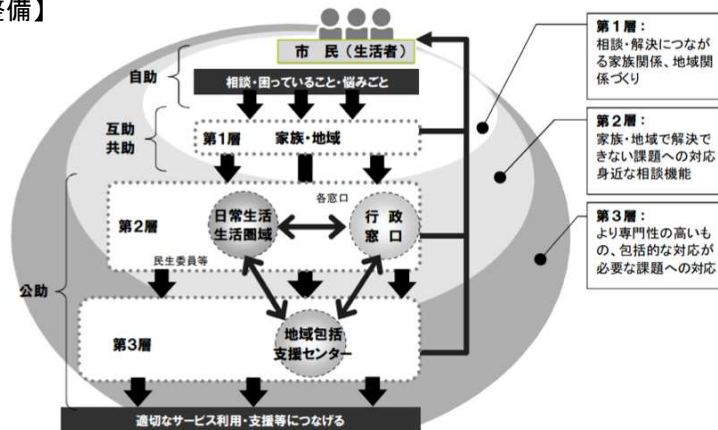 整備】
市 民（生活者）
自助
相談・困っていること・悩みごと
互助
共助
第1層 家族・地域
各窓口
第2層
日常生活
生活圏域
行 政
窓 口
民生委員等
公助
第3層
地域包括
支援センター
適切なサービス利用・支援等につなげる
第1層：
相談・解決につなが
る家族関係、地域関
係づくり
第2層：
家族・地域で解決で
きない課題への対応
身近な相談機能
第3層：
より専門性の高いも
の、包括的な対応が
必要な課題への対応